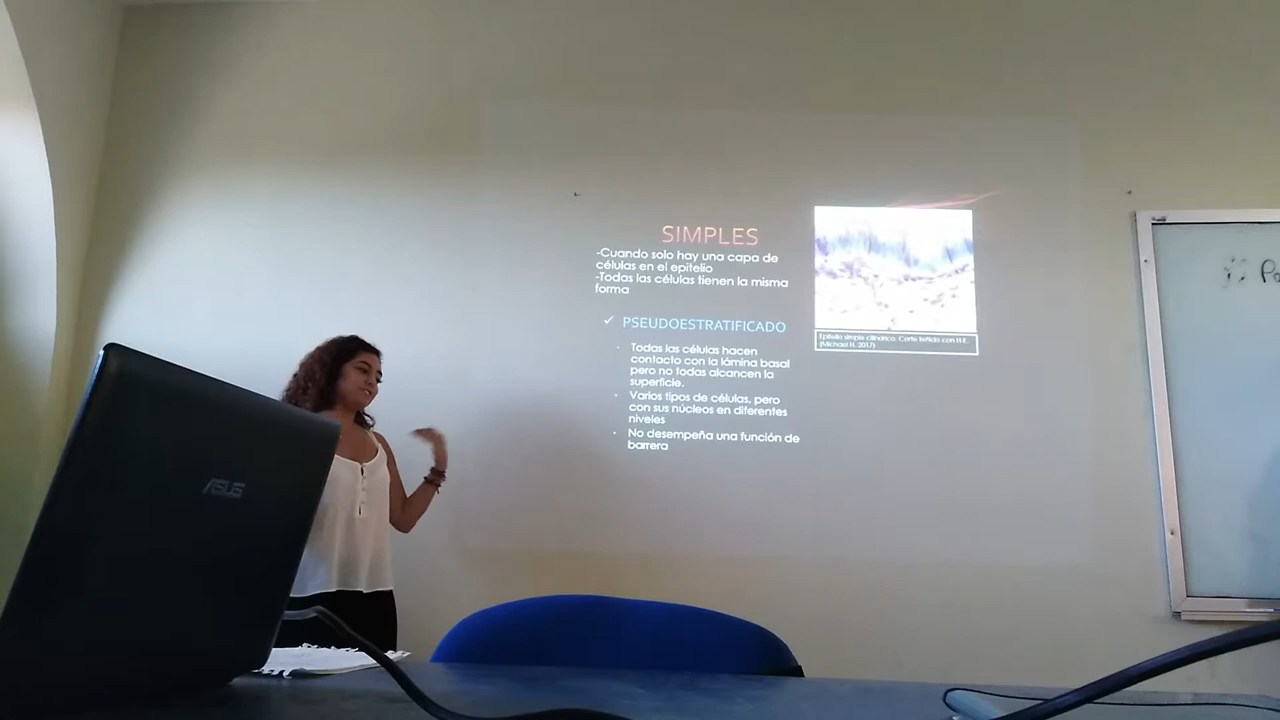 SIMPLES
-Cuando solo hay una capa de
células en el epitelio
-Todas las células tienen la misma
forma
✓ PSEUDOESTRATIFICADO
· Todas las células hacen
contacto con la lámina basal
pero no todas alcancen la
superficie.
· Varios tipos de células, pero
con sus núcleos en diferentes
niveles
· No desempeña una función de
barrera
Epitelio simple cilíndrico. Corte teñido con H-E.
(Michael H. 2017)
ASUS